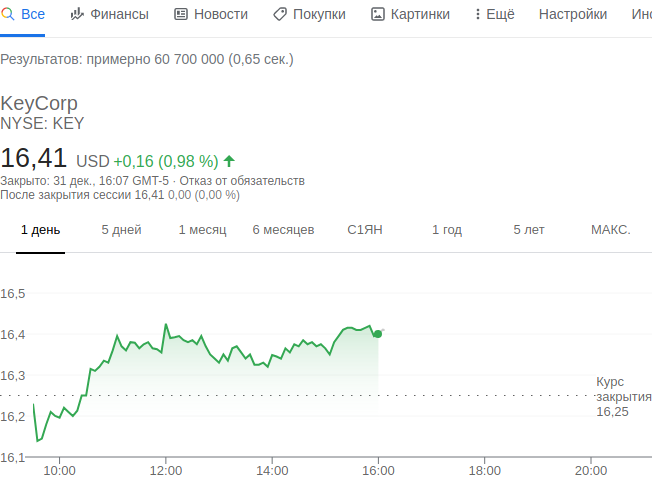 Все Финансы Новости Покупки Картинки Ещё Настройки Инс
Результатов: примерно 60 700 000 (0,65 сек.)
KeyCorp
NYSE: KEY
16,41 USD +0,16 (0,98 %)
Закрыто: 31 дек., 16:07 GMT-5 · Отказ от обязательств
После закрытия сессии 16,41 0,00 (0,00 %)
1 день 5 дней 1 месяц 6 месяцев С1ЯН 1 год 5 лет МАКС.
16,5
16,4
16,3
Курс
закрытия
16,25
16,2
16,1
10:00 12:00 14:00 16:00 18:00 20:00